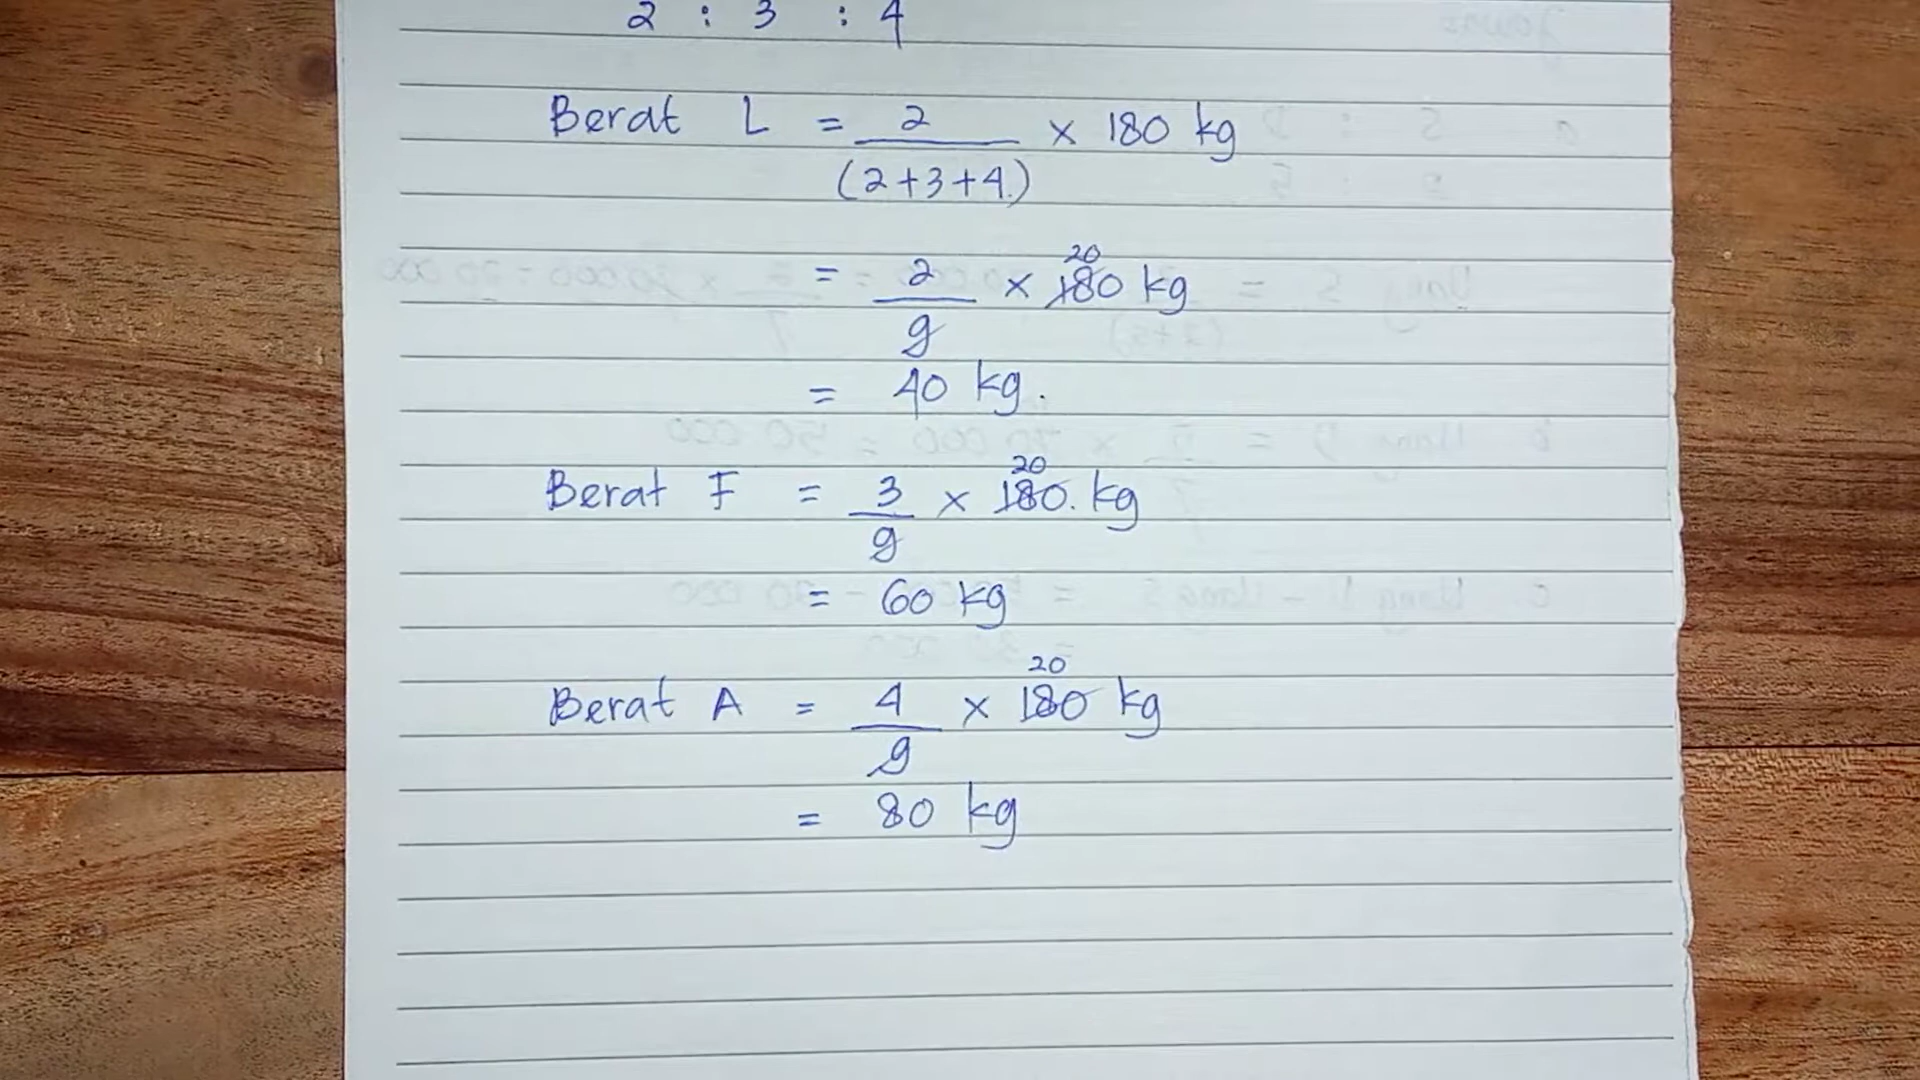 2 : 3 : 4
Berat L = 2/(2+3+4) × 180 kg
20
= 2/9 × 180 kg
= 40 kg.
20
Berat F = 3/9 × 180. kg
= 60 kg
20
Berat A = 4/9 × 180 kg
= 80 kg